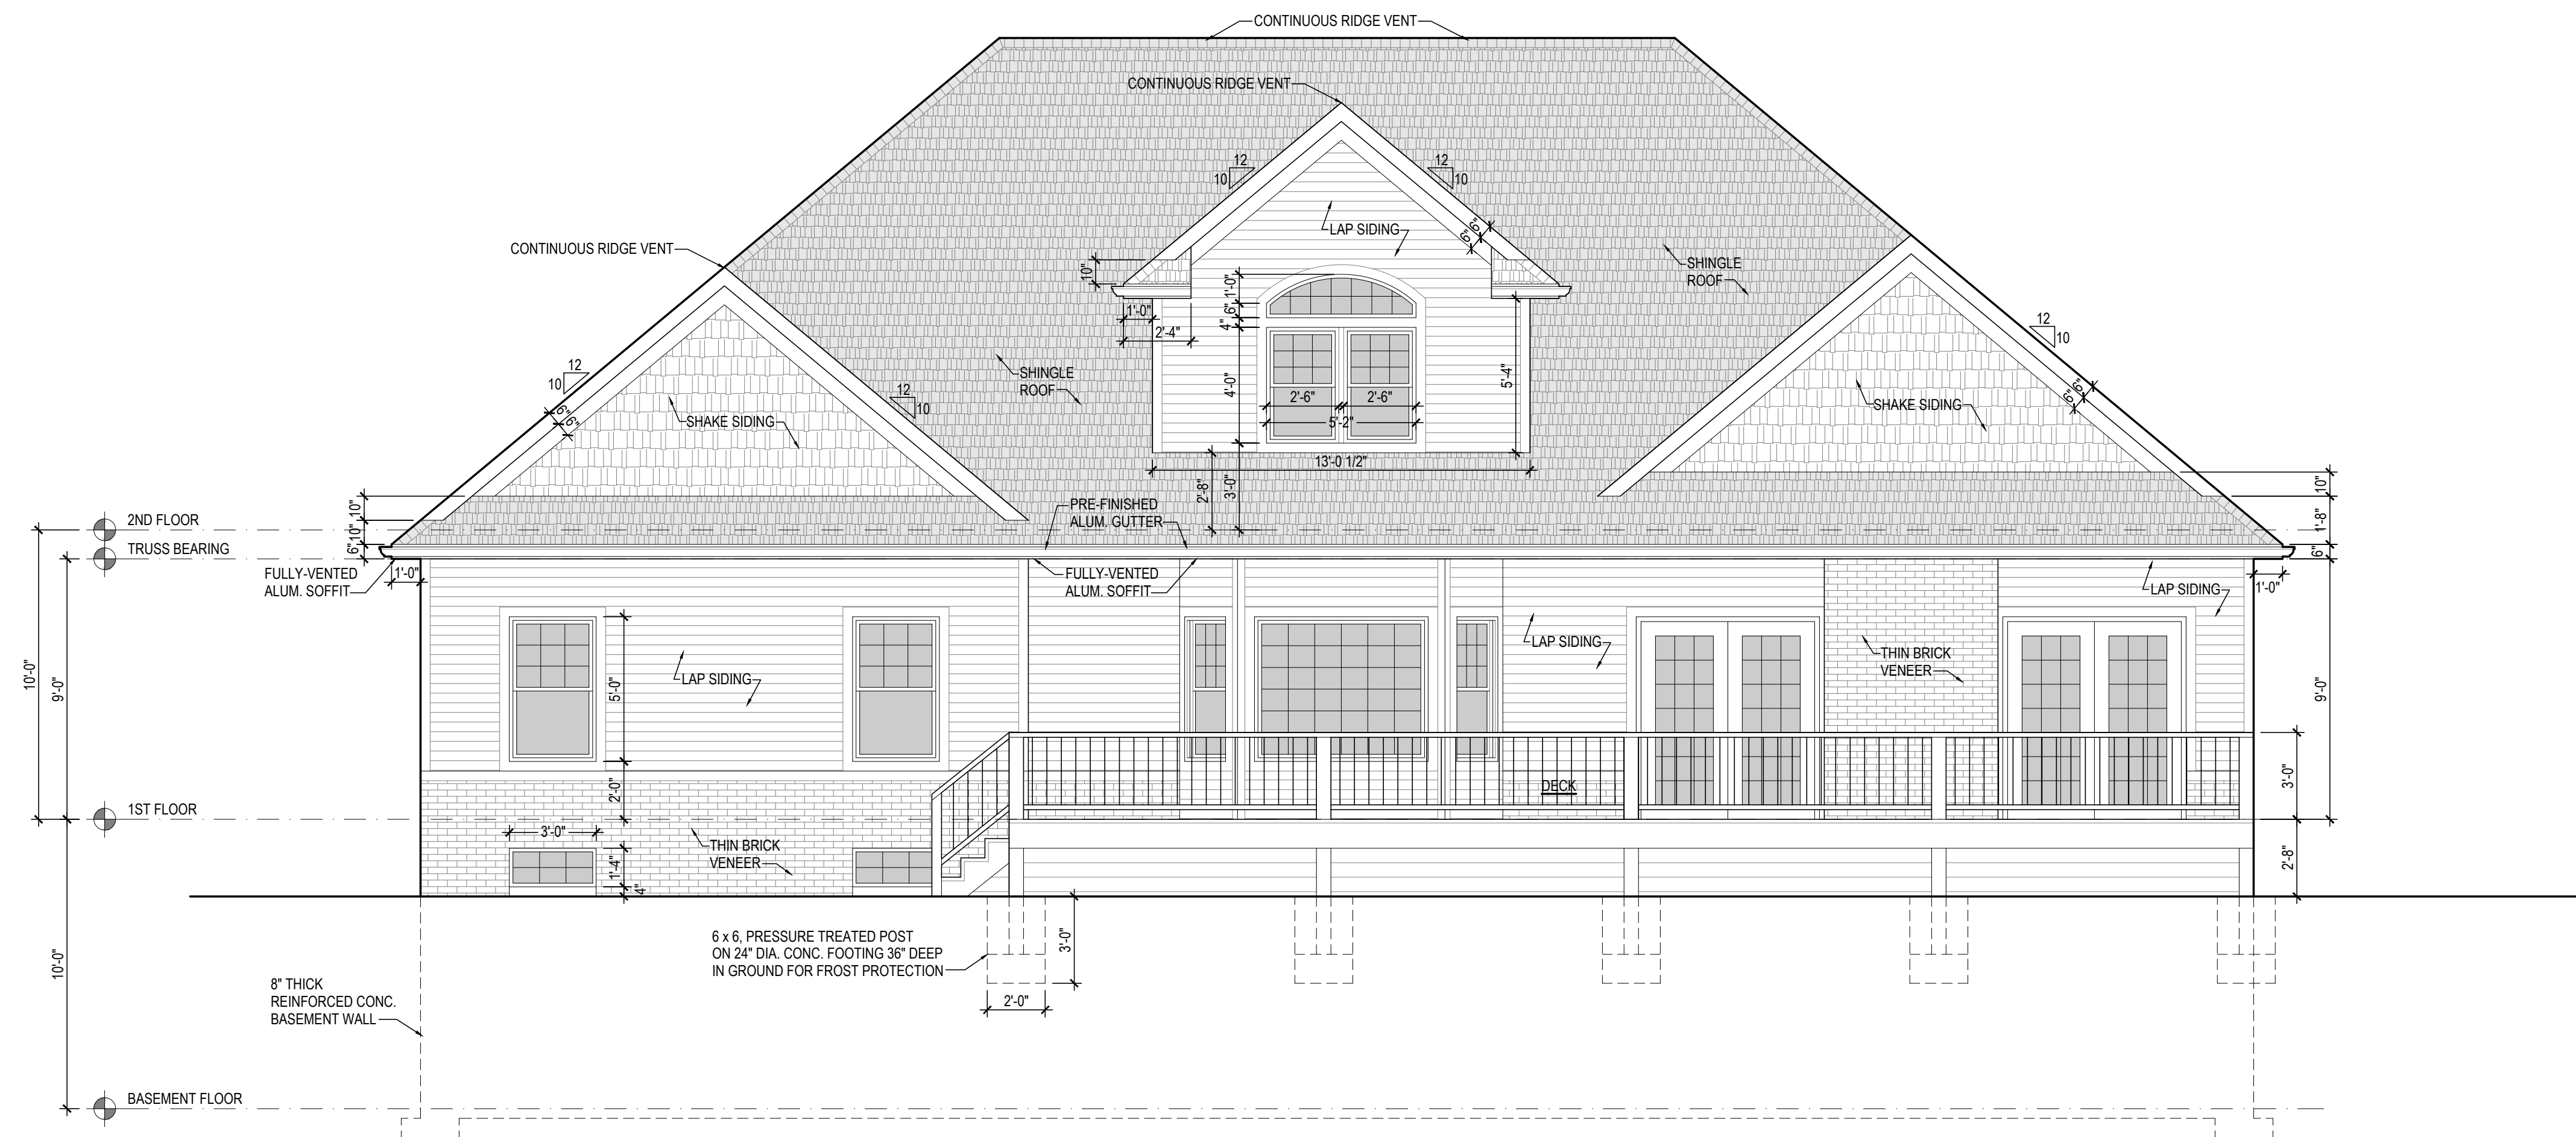 CONTINUOUS RIDGE VENT
CONTINUOUS RIDGE VENT
12
10
12
10
LAP SIDING
6"
6"
CONTINUOUS RIDGE VENT
10"
1'-0"
2'-4"
1'-0"
6"
4"
4'-0"
5'-4"
2'-6"
2'-6"
5'-2"
13'-0 1/2"
2'-8"
3'-0"
SHINGLE
ROOF
SHINGLE
ROOF
12
10
12
10
12
10
6"
6"
6"
6"
SHAKE SIDING
SHAKE SIDING
10"
10"
6"
10"
1'-8"
6"
PRE-FINISHED
ALUM. GUTTER
2ND FLOOR
TRUSS BEARING
FULLY-VENTED
ALUM. SOFFIT
1'-0"
FULLY-VENTED
ALUM. SOFFIT
1'-0"
LAP SIDING
LAP SIDING
LAP SIDING
THIN BRICK
VENEER
10'-0"
9'-0"
5'-0"
2'-0"
9'-0"
3'-0"
2'-8"
DECK
1ST FLOOR
3'-0"
1'-4"
4"
THIN BRICK
VENEER
6 x 6, PRESSURE TREATED POST
ON 24" DIA. CONC. FOOTING 36" DEEP
IN GROUND FOR FROST PROTECTION
3'-0"
2'-0"
10'-0"
8" THICK
REINFORCED CONC.
BASEMENT WALL
BASEMENT FLOOR